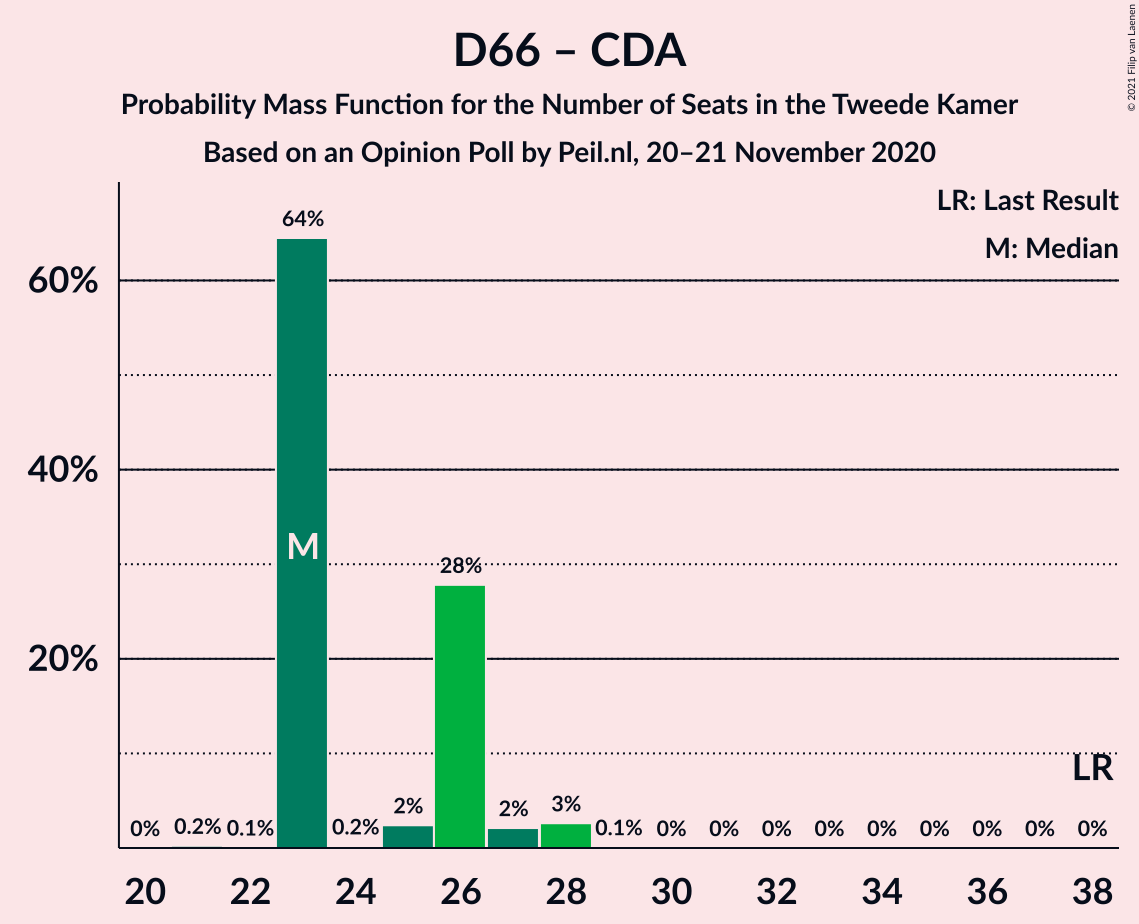 D66 – CDA
Probability Mass Function for the Number of Seats in the Tweede Kamer
Based on an Opinion Poll by Peil.nl, 20–21 November 2020
© 2021 Filip van Laenen
LR: Last Result
M: Median
60%
40%
20%
0% 0.2% 0.1% 64% 0.2% 2% 28% 2% 3% 0.1% 0% 0% 0% 0% 0% 0% 0% 0% 0%
M
LR
20 22 24 26 28 30 32 34 36 38